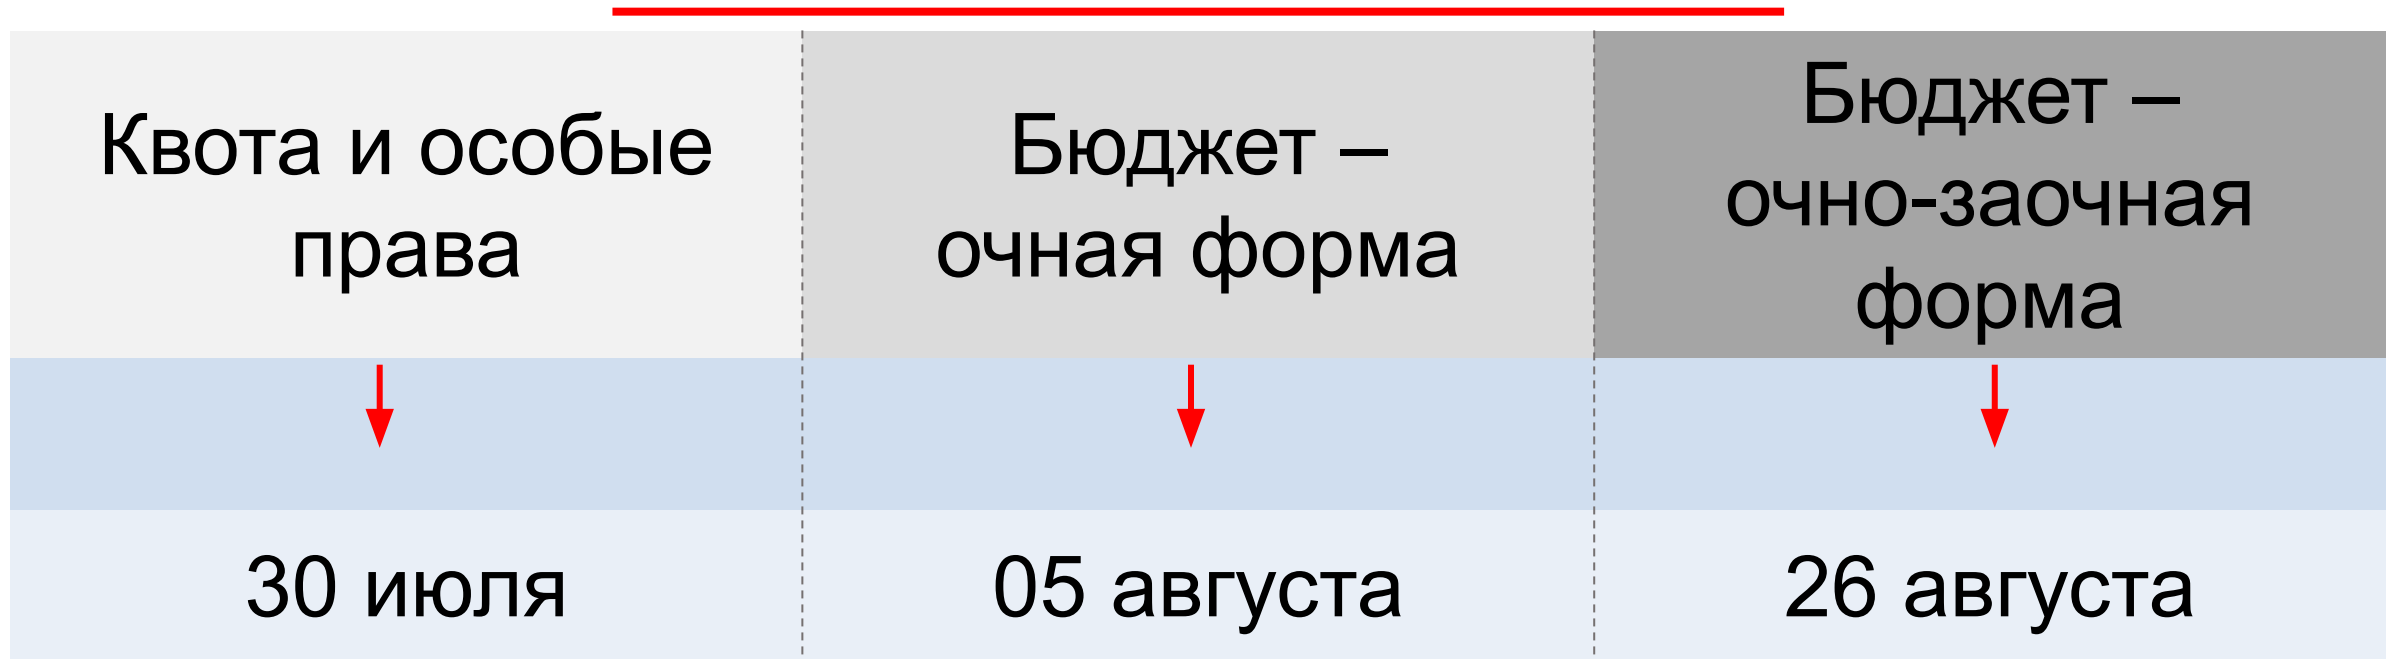 Квота и особые
права
Бюджет –
очная форма
Бюджет –
очно-заочная
форма
30 июля
05 августа
26 августа